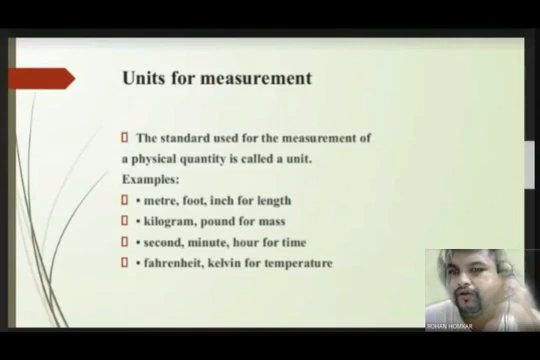 Units for measurement
The standard used for the measurement of
a physical quantity is called a unit.
Examples:
• metre, foot, inch for length
• kilogram, pound for mass
• second, minute, hour for time
• fahrenheit, kelvin for temperature
ROHAN HOMKAR